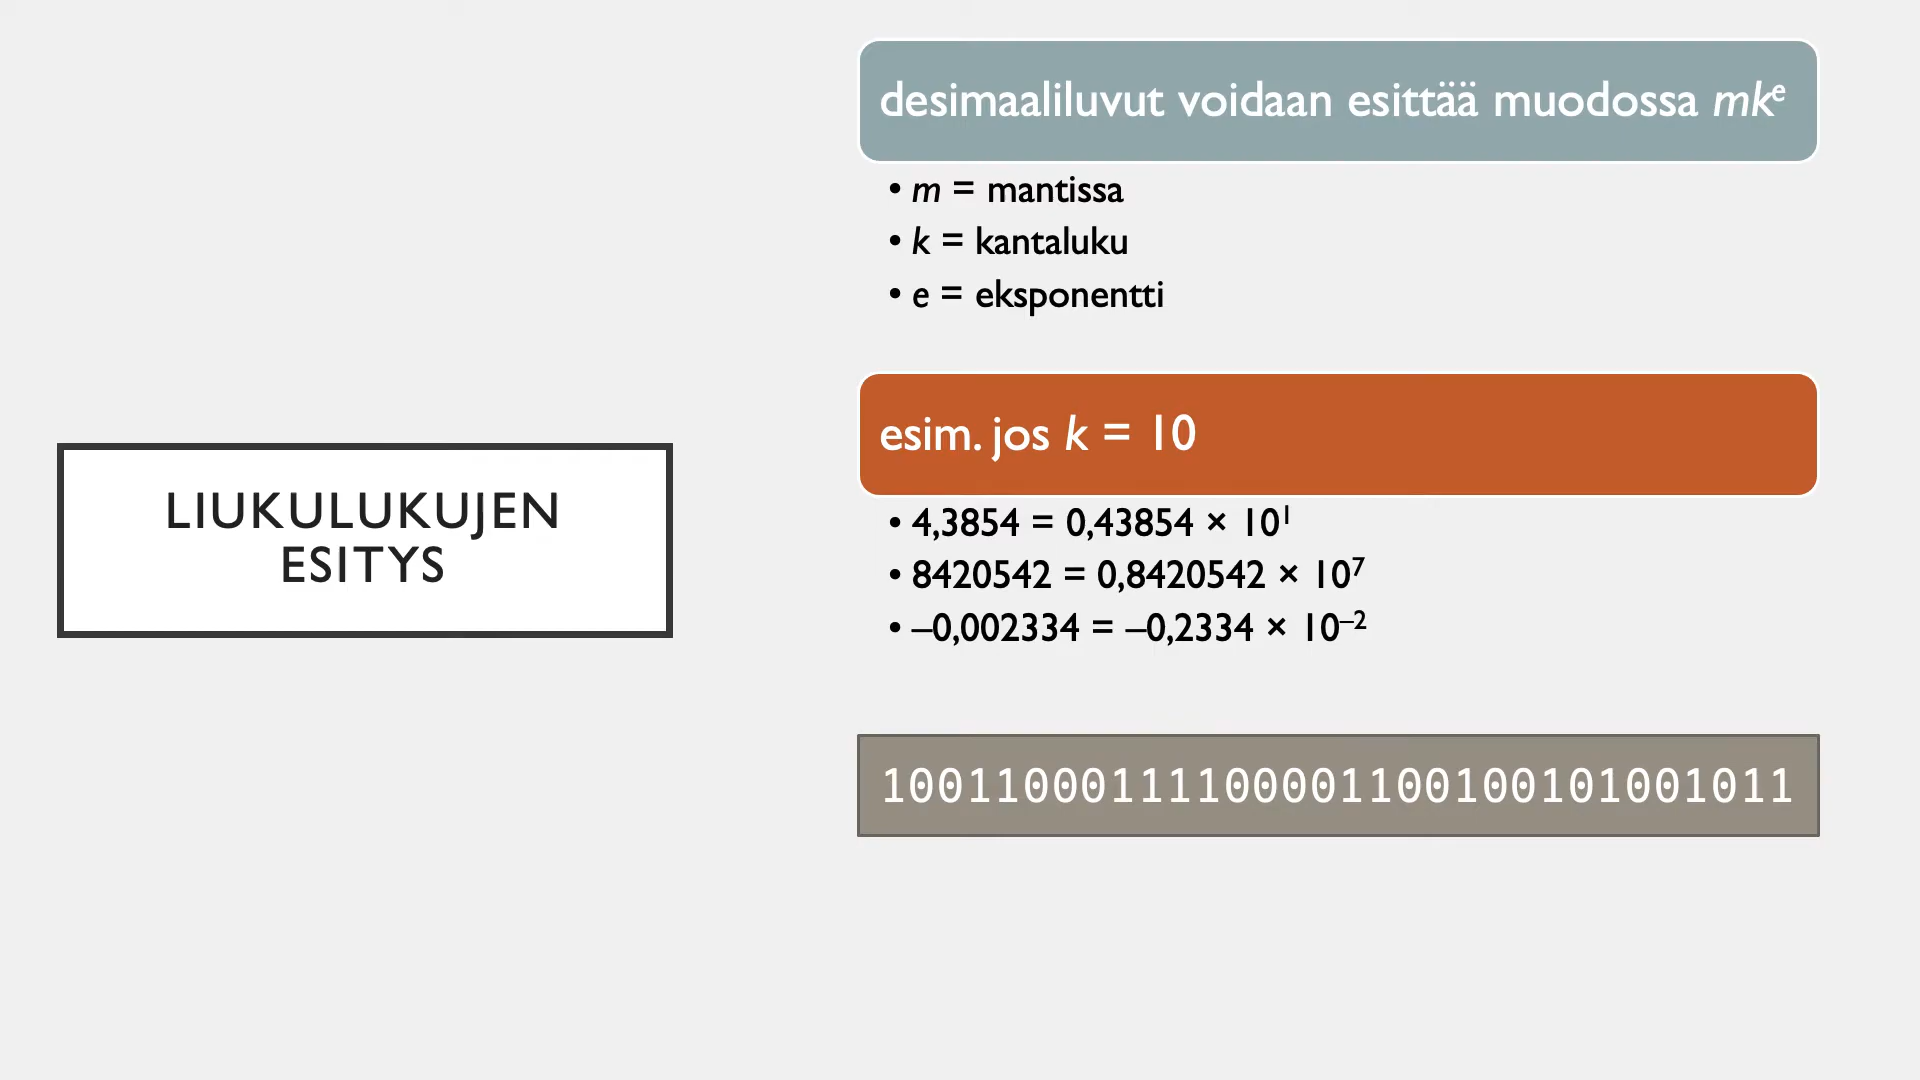 LIUKULUKUJEN
ESITYS
desimaaliluvut voidaan esittää muodossa mkᵉ
• m = mantissa
• k = kantaluku
• e = eksponentti
esim. jos k = 10
• 4,3854 = 0,43854 × 10¹
• 8420542 = 0,8420542 × 10⁷
• –0,002334 = –0,2334 × 10⁻²
10011000111100001100100101001011